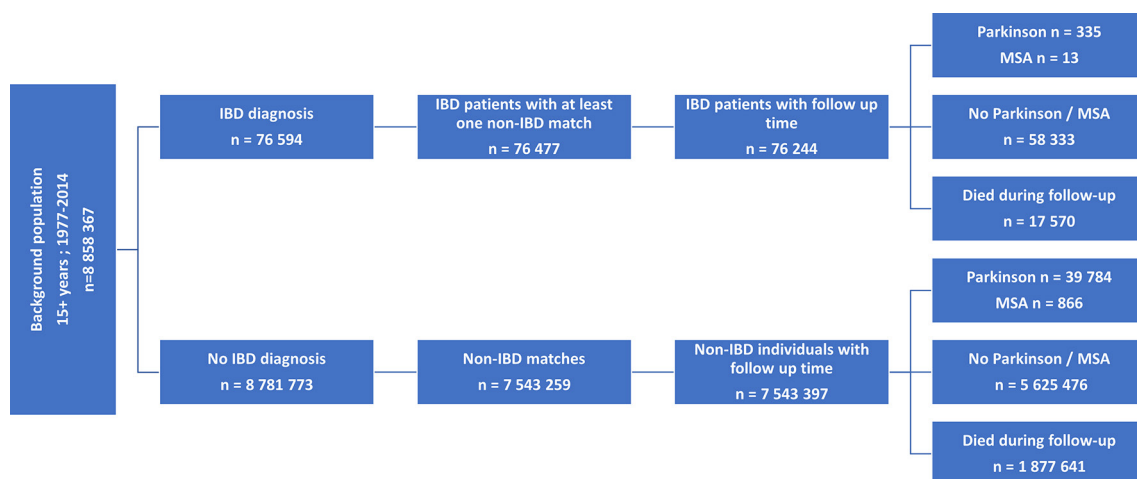 Background population
15+ years ; 1977-2014
n=8 858 367
IBD diagnosis
n = 76 594
IBD patients with at least
one non-IBD match
n = 76 477
IBD patients with follow up
time
n = 76 244
Parkinson n = 335
MSA n = 13
No Parkinson / MSA
n = 58 333
Died during follow-up
n = 17 570
No IBD diagnosis
n = 8 781 773
Non-IBD matches
n = 7 543 259
Non-IBD individuals with
follow up time
n = 7 543 397
Parkinson n = 39 784
MSA n = 866
No Parkinson / MSA
n = 5 625 476
Died during follow-up
n = 1 877 641